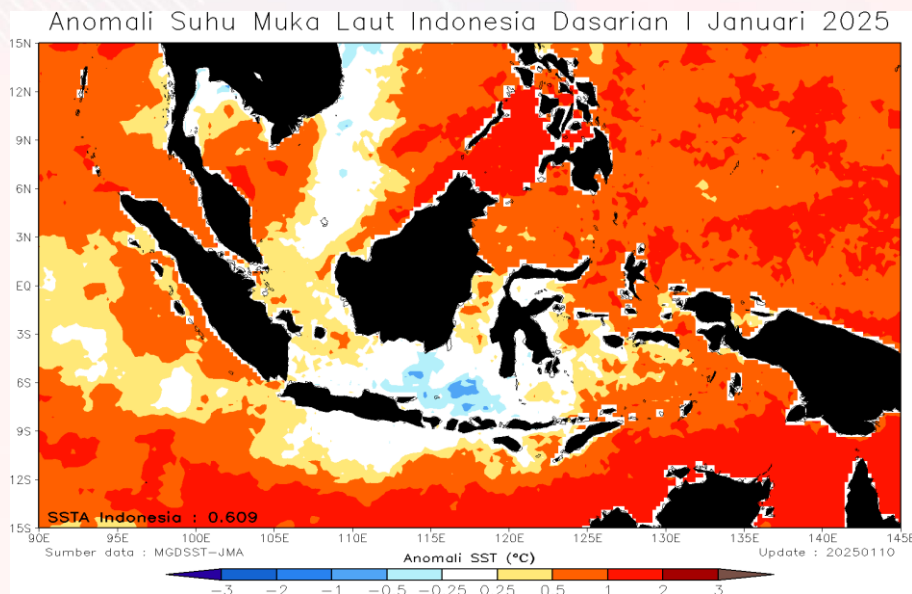 Anomali Suhu Muka Laut Indonesia Dasarian I Januari 2025
15N
12N
9N
6N
3N
EQ
3S
6S
9S
12S
15S
SSTA Indonesia : 0.609
90E 95E 100E 105E 110E 115E 120E 125E 130E 135E 140E 145E
Sumber data : MGDSST-JMA
Anomali SST (°C)
Update : 20250110
-3 -2 -1 -0.5 -0.25 0.25 0.5 1 2 3